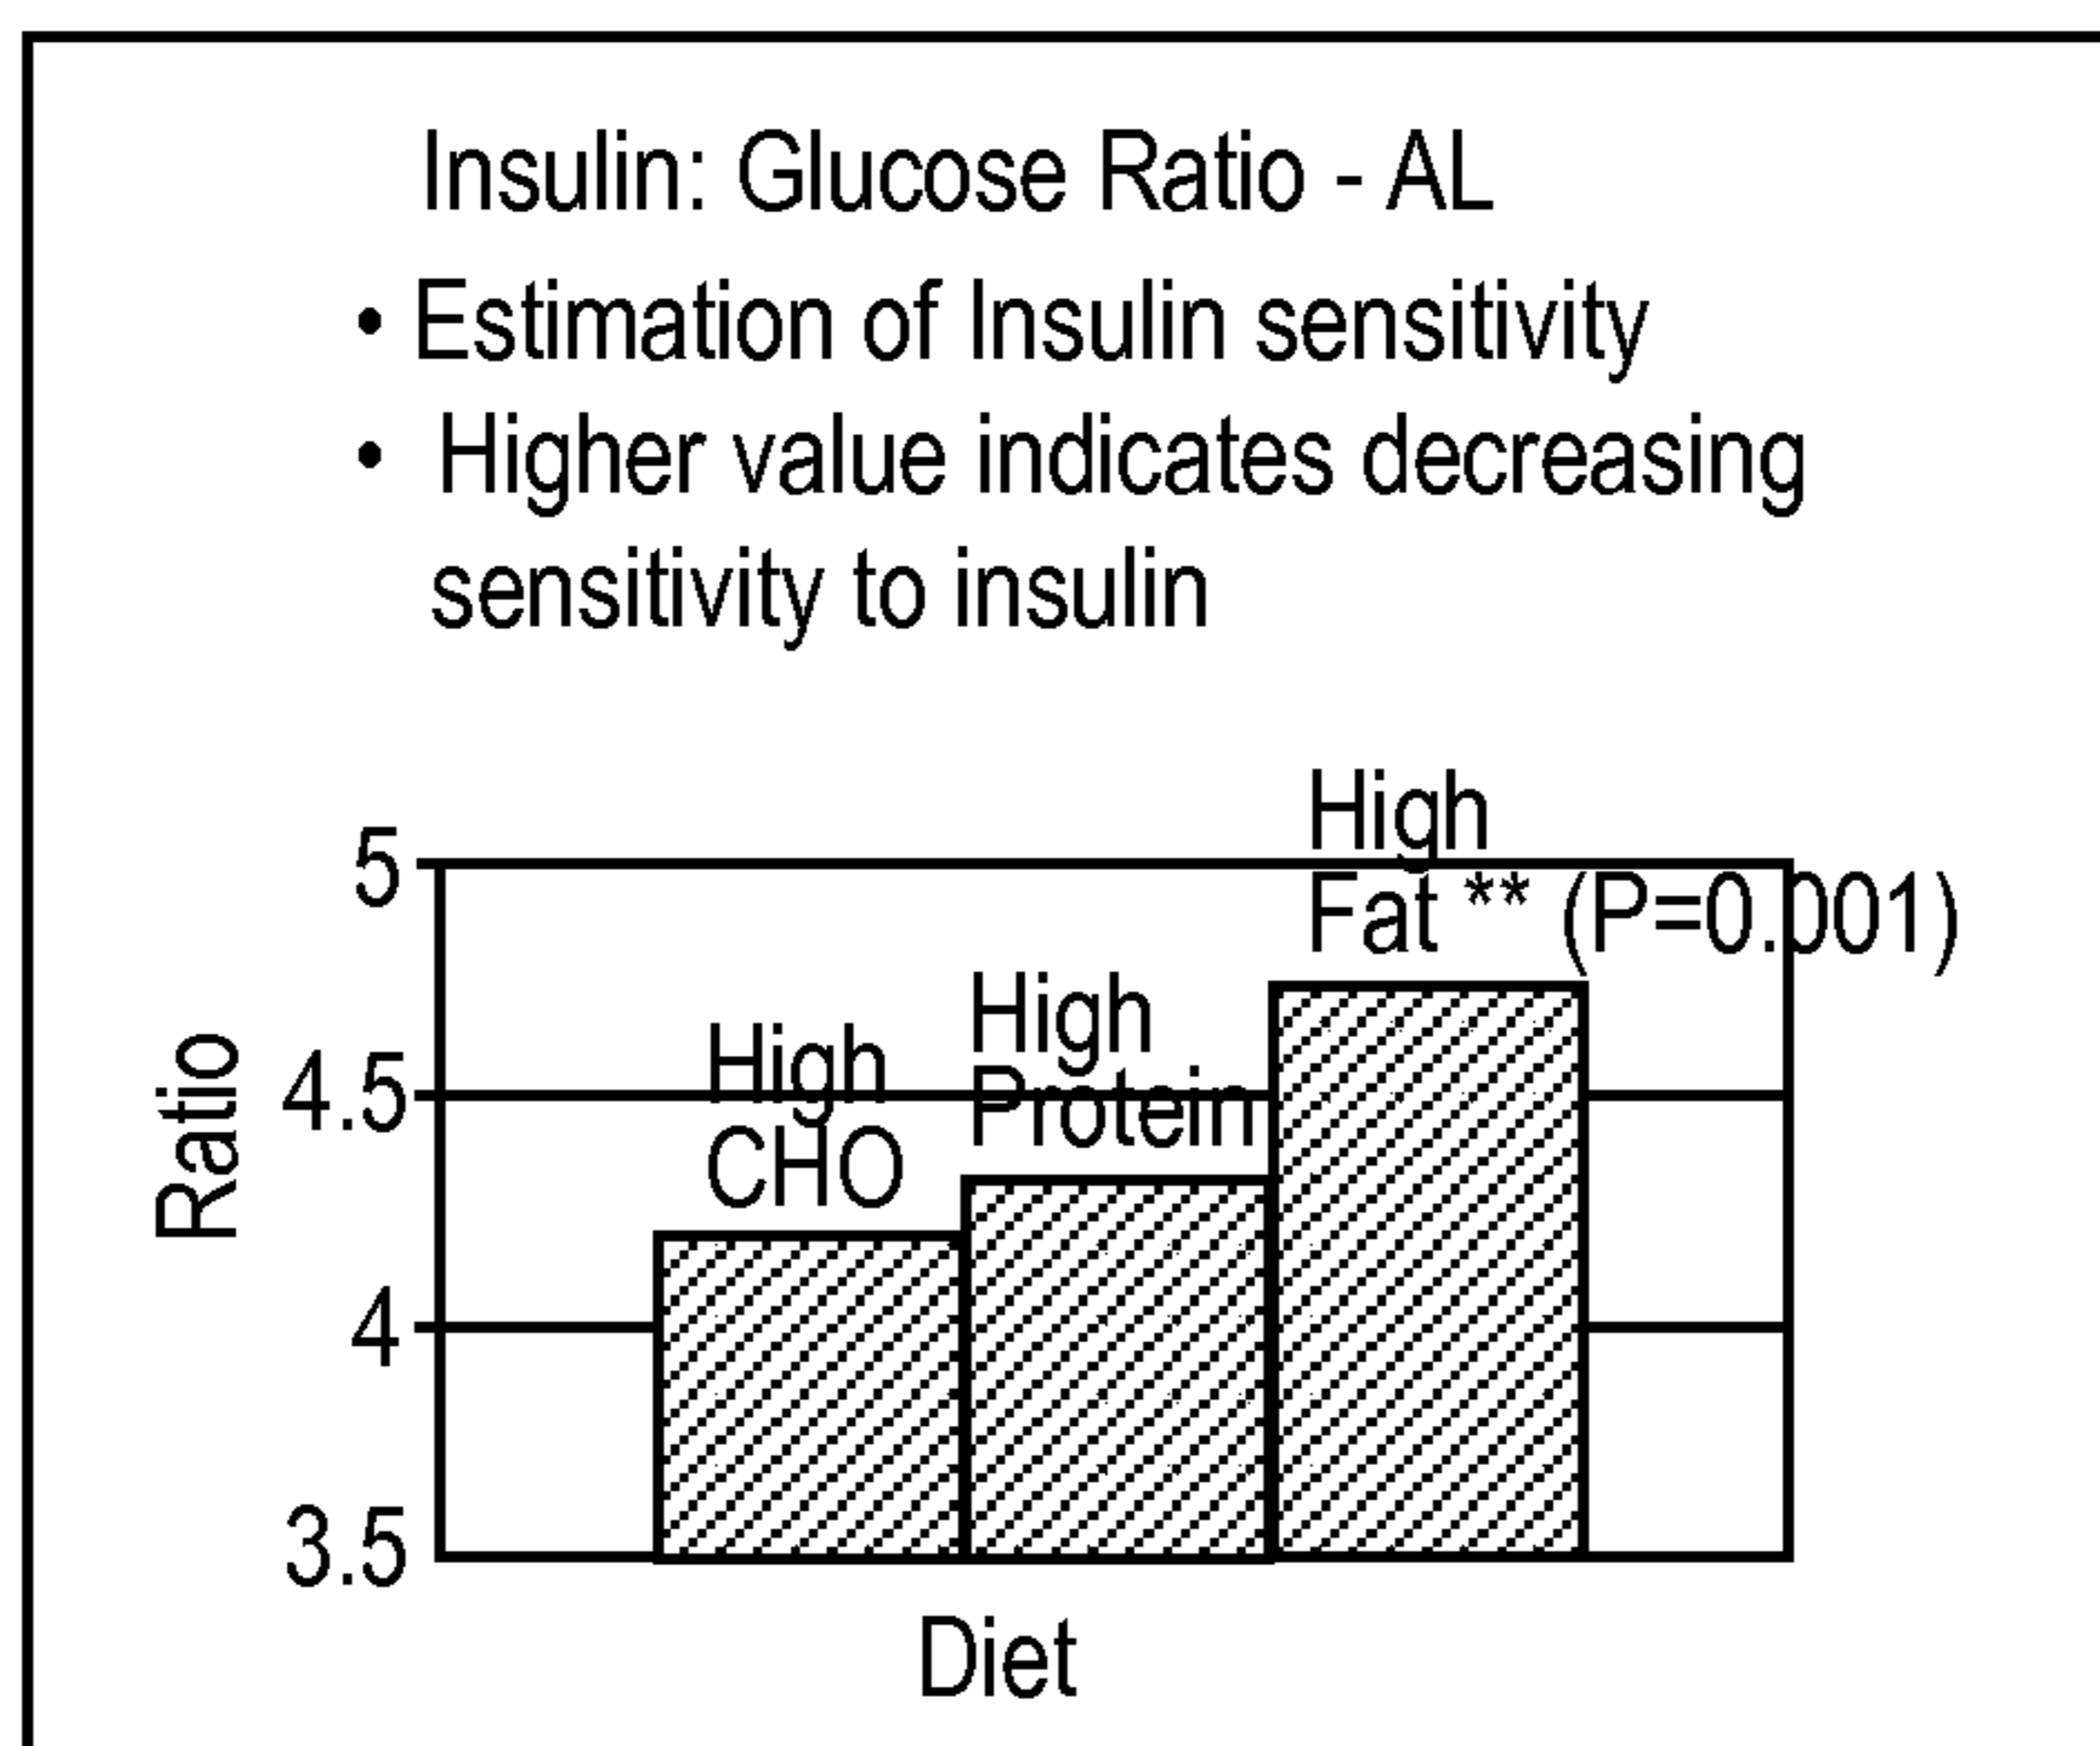 Insulin: Glucose Ratio - AL
• Estimation of Insulin sensitivity
• Higher value indicates decreasing
sensitivity to insulin
High
Fat ** (P=0.001)
High
Protein
High
CHO
5
4.5
4
3.5
Ratio
Diet